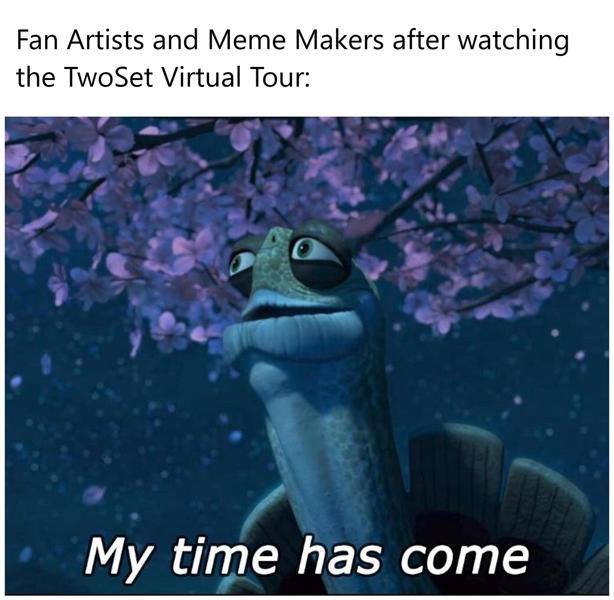 Fan Artists and Meme Makers after watching
the TwoSet Virtual Tour:
My time has come